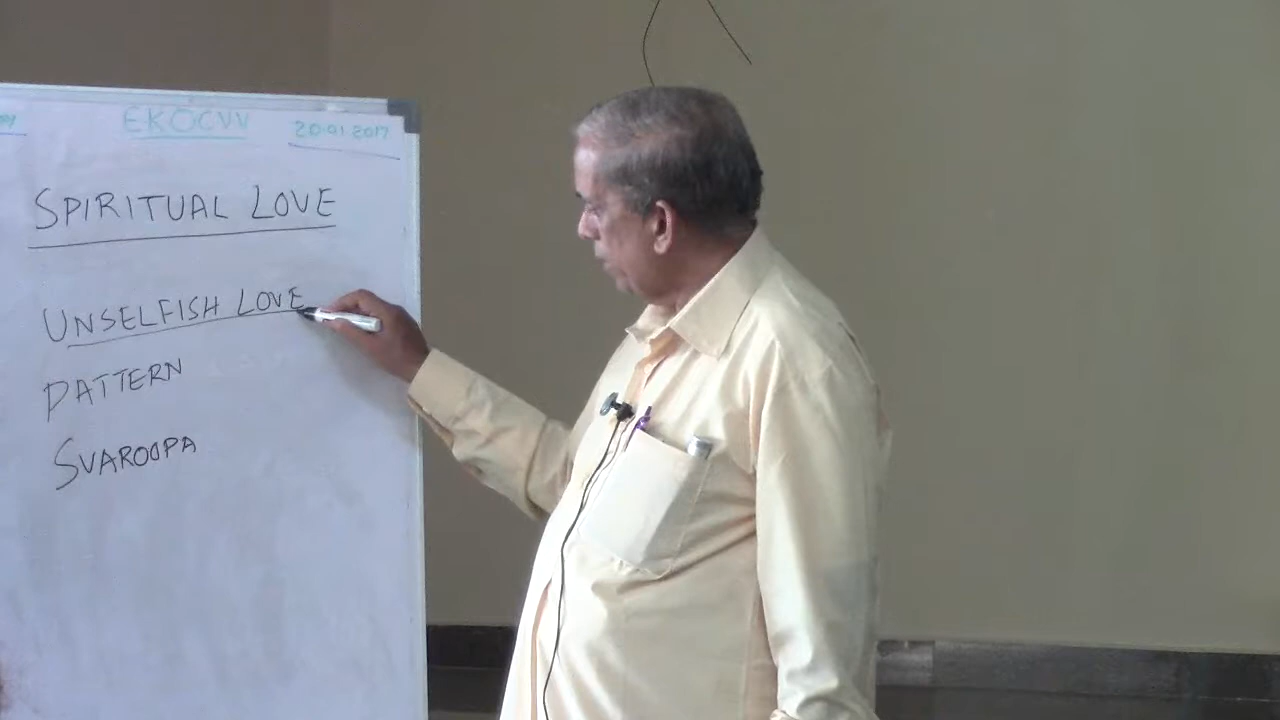 EKOCVV 20.01.2017
SPIRITUAL LOVE
UNSELFISH LOVE
PATTERN
SVAROOPA